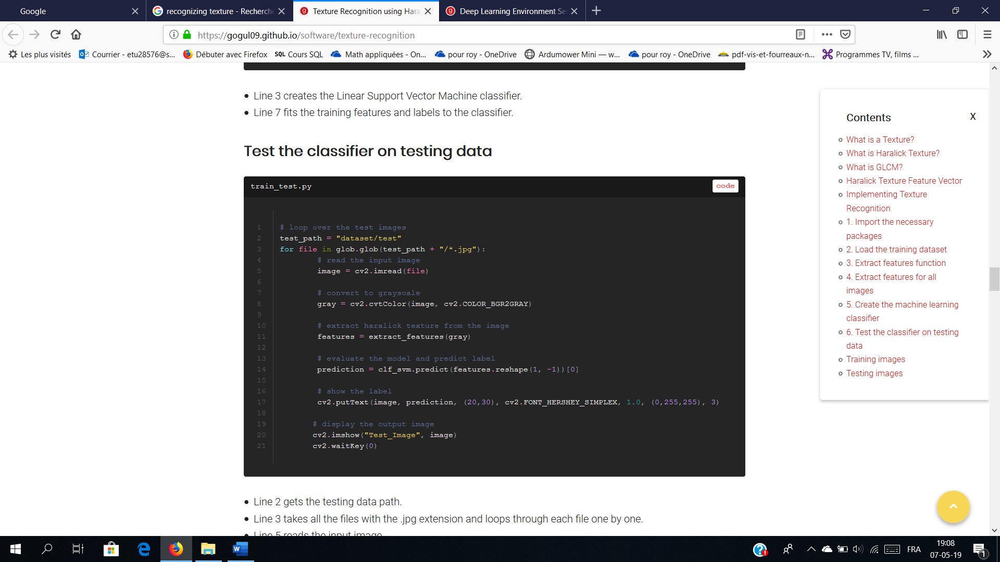 Google
recognizing texture - Recherche
Texture Recognition using Hara
Deep Learning Environment Se
https://gogul09.github.io/software/texture-recognition
Les plus visités
Courrier - etu28576@s...
Débuter avec Firefox
SQL Cours SQL
Math appliquées - On...
pour roy - OneDrive
Ardumower Mini — w...
pour roy - OneDrive
pdf-vis-et-fourreaux-n...
Programmes TV, films ...
Line 3 creates the Linear Support Vector Machine classifier.
Line 7 fits the training features and labels to the classifier.
Test the classifier on testing data
train_test.py
code
1 # loop over the test images
2 test_path = "dataset/test"
3 for file in glob.glob(test_path + "/*.jpg"):
4 # read the input image
5 image = cv2.imread(file)
6
7 # convert to grayscale
8 gray = cv2.cvtColor(image, cv2.COLOR_BGR2GRAY)
9
10 # extract haralick texture from the image
11 features = extract_features(gray)
12
13 # evaluate the model and predict label
14 prediction = clf_svm.predict(features.reshape(1, -1))[0]
15
16 # show the label
17 cv2.putText(image, prediction, (20,30), cv2.FONT_HERSHEY_SIMPLEX, 1.0, (0,255,255), 3)
18
19 # display the output image
20 cv2.imshow("Test_Image", image)
21 cv2.waitKey(0)
Line 2 gets the testing data path.
Line 3 takes all the files with the .jpg extension and loops through each file one by one.
Line 5 reads the input image
Contents
X
What is a Texture?
What is Haralick Texture?
What is GLCM?
Haralick Texture Feature Vector
Implementing Texture
Recognition
1. Import the necessary
packages
2. Load the training dataset
3. Extract features function
4. Extract features for all
images
5. Create the machine learning
classifier
6. Test the classifier on testing
data
Training images
Testing images
FRA
19:08
07-05-19
1